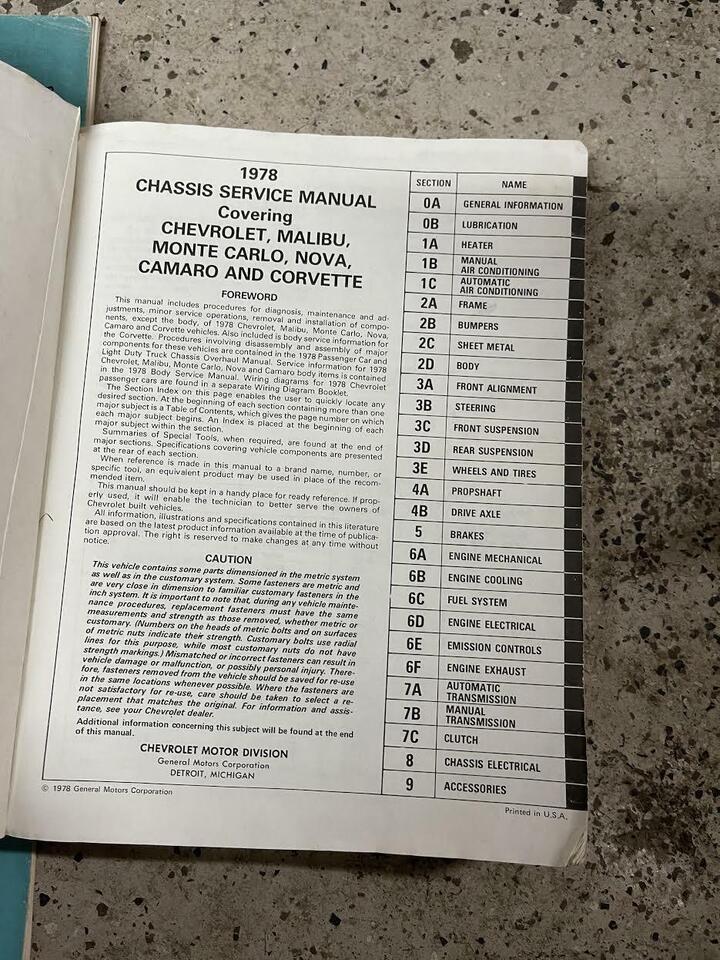 1978
CHASSIS SERVICE MANUAL
Covering
CHEVROLET, MALIBU,
MONTE CARLO, NOVA,
CAMARO AND CORVETTE
FOREWORD
This manual includes procedures for diagnosis, maintenance and ad-
justments, minor service operations, removal and installation of compo-
nents, except the body, of 1978 Chevrolet, Malibu, Monte Carlo, Nova,
Camaro and Corvette vehicles. Also included is body service information for
the Corvette. Procedures involving disassembly and assembly of major
components for these vehicles are contained in the 1978 Passenger Car and
Light Duty Truck Chassis Overhaul Manual. Service information for 1978
Chevrolet, Malibu, Monte Carlo, Nova and Camaro body items is contained
in the 1978 Body Service Manual. Wiring diagrams for 1978 Chevrolet
passenger cars are found in a separate Wiring Diagram Booklet.
The Section Index on this page enables the user to quickly locate any
desired section. At the beginning of each section containing more than one
major subject is a Table of Contents, which gives the page number on which
each major subject begins. An Index is placed at the beginning of each
major subject within the section.
Summaries of Special Tools, when required, are found at the end of
major sections. Specifications covering vehicle components are presented
at the rear of each section.
When reference is made in this manual to a brand name, number, or
specific tool, an equivalent product may be used in place of the recom-
mended item.
This manual should be kept in a handy place for ready reference. If prop-
erly used, it will enable the technician to better serve the owners of
Chevrolet built vehicles.
All information, illustrations and specifications contained in this literature
are based on the latest product information available at the time of publica-
tion approval. The right is reserved to make changes at any time without
notice.
CAUTION
This vehicle contains some parts dimensioned in the metric system
as well as in the customary system. Some fasteners are metric and
are very close in dimension to familiar customary fasteners in the
inch system. It is important to note that, during any vehicle mainte-
nance procedures, replacement fasteners must have the same
measurements and strength as those removed, whether metric or
customary. (Numbers on the heads of metric bolts and on surfaces
of metric nuts indicate their strength. Customary bolts use radial
lines for this purpose, while most customary nuts do not have
strength markings.) Mismatched or incorrect fasteners can result in
vehicle damage or malfunction, or possibly personal injury. There-
fore, fasteners removed from the vehicle should be saved for re-use
in the same locations whenever possible. Where the fasteners are
not satisfactory for re-use, care should be taken to select a re-
placement that matches the original. For information and assis-
tance, see your Chevrolet dealer.
Additional information concerning this subject will be found at the end
of this manual.
CHEVROLET MOTOR DIVISION
General Motors Corporation
DETROIT, MICHIGAN
© 1978 General Motors Corporation
SECTION NAME
0A GENERAL INFORMATION
0B LUBRICATION
1A HEATER
1B MANUAL
AIR CONDITIONING
1C AUTOMATIC
AIR CONDITIONING
2A FRAME
2B BUMPERS
2C SHEET METAL
2D BODY
3A FRONT ALIGNMENT
3B STEERING
3C FRONT SUSPENSION
3D REAR SUSPENSION
3E WHEELS AND TIRES
4A PROPSHAFT
4B DRIVE AXLE
5 BRAKES
6A ENGINE MECHANICAL
6B ENGINE COOLING
6C FUEL SYSTEM
6D ENGINE ELECTRICAL
6E EMISSION CONTROLS
6F ENGINE EXHAUST
7A AUTOMATIC
TRANSMISSION
7B MANUAL
TRANSMISSION
7C CLUTCH
8 CHASSIS ELECTRICAL
9 ACCESSORIES
Printed in U.S.A.